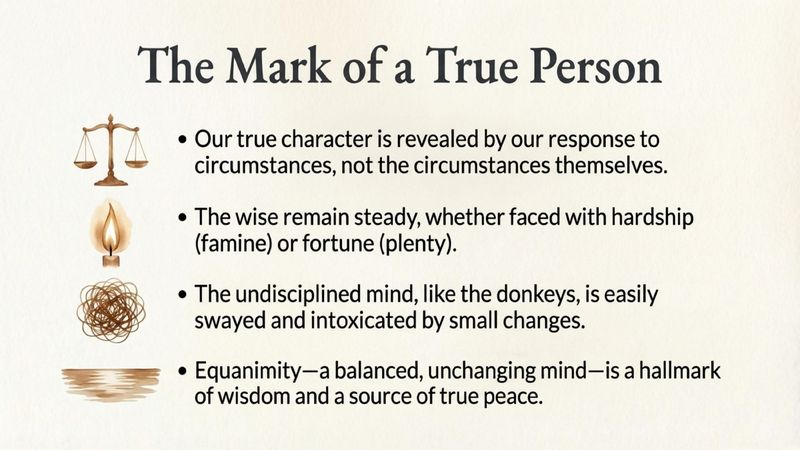 The Mark of a True Person
• Our true character is revealed by our response to
circumstances, not the circumstances themselves.
• The wise remain steady, whether faced with hardship
(famine) or fortune (plenty).
• The undisciplined mind, like the donkeys, is easily
swayed and intoxicated by small changes.
• Equanimity—a balanced, unchanging mind—is a hallmark
of wisdom and a source of true peace.